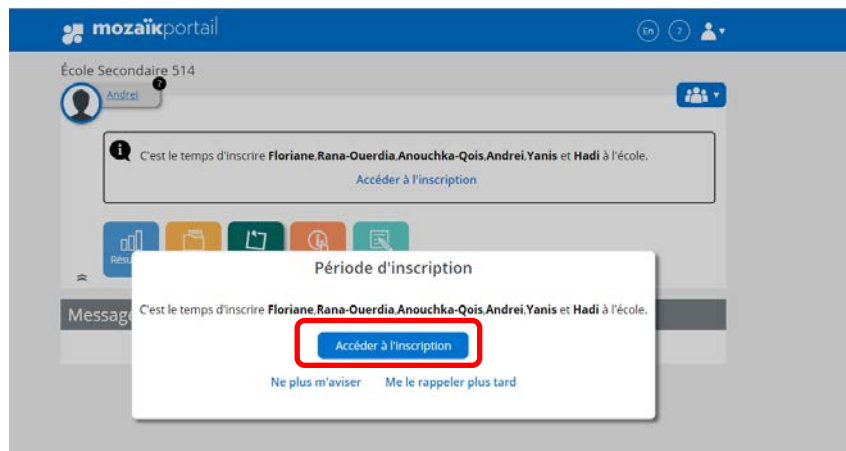 mozaïkportail
En ?
École Secondaire 514
Andrei ?
C'est le temps d'inscrire Floriane,Rana-Ouerdia,Anouchka-Qois,Andrei,Yanis et Hadi à l'école.
Accéder à l'inscription
Résu
Période d'inscription
Message
C'est le temps d'inscrire Floriane,Rana-Ouerdia,Anouchka-Qois,Andrei,Yanis et Hadi à l'école.
Accéder à l'inscription
Ne plus m'aviser Me le rappeler plus tard